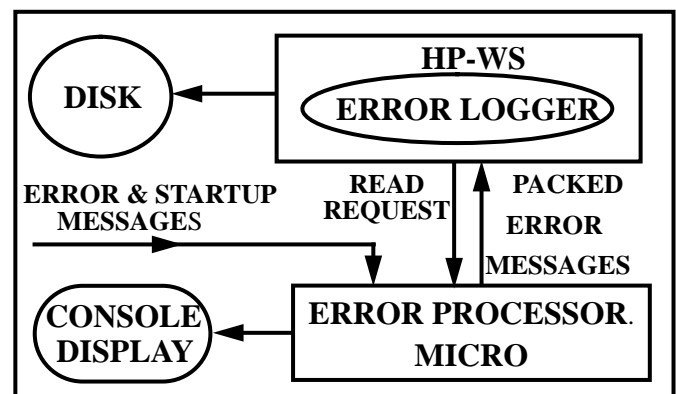 HP-WS
DISK
ERROR LOGGER
READ
REQUEST
PACKED
ERROR
MESSAGES
ERROR & STARTUP
MESSAGES
CONSOLE
DISPLAY
ERROR PROCESSOR.
MICRO